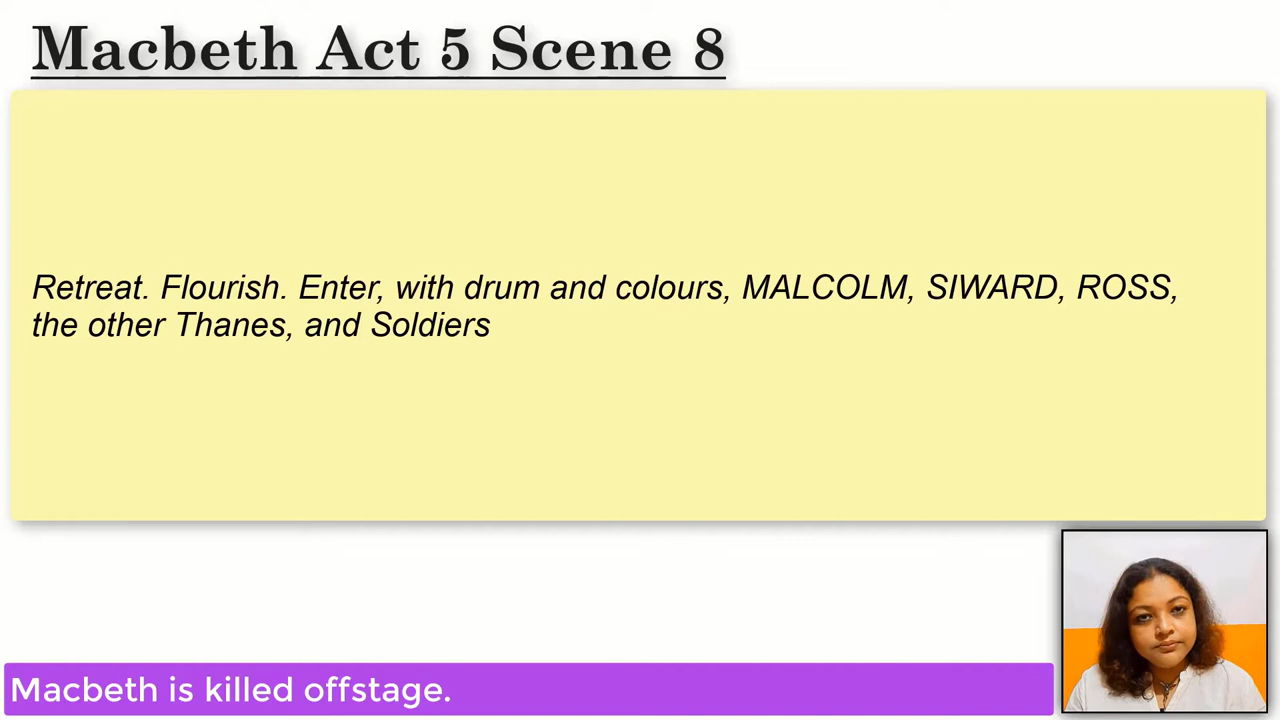 Macbeth Act 5 Scene 8
Retreat. Flourish. Enter, with drum and colours, MALCOLM, SIWARD, ROSS,
the other Thanes, and Soldiers
Macbeth is killed offstage.